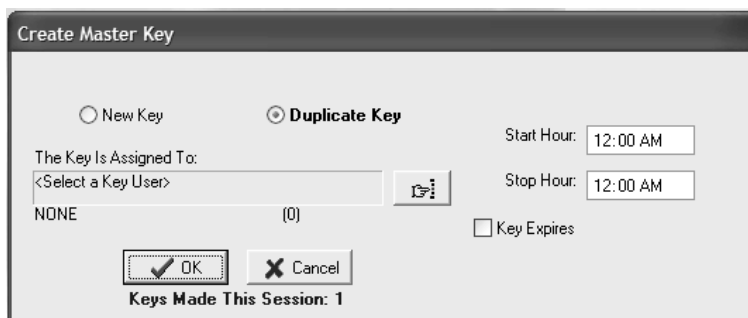 Create Master Key
New Key
Duplicate Key
Start Hour: 12:00 AM
The Key Is Assigned To:
<Select a Key User>
Stop Hour: 12:00 AM
NONE (0)
Key Expires
OK
Cancel
Keys Made This Session: 1